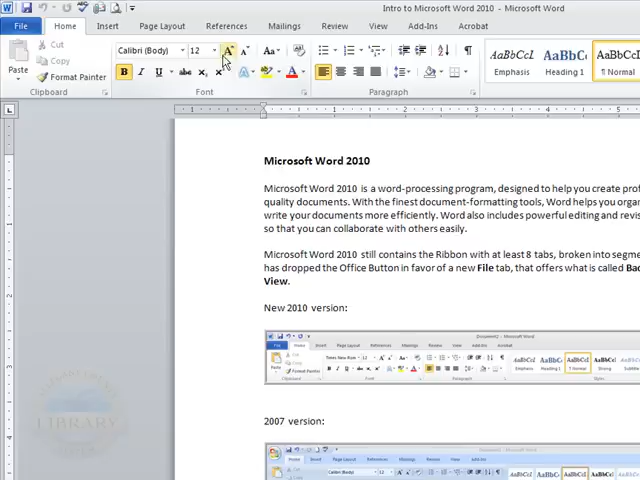 Intro to Microsoft Word 2010 - Microsoft Word
File Home Insert Page Layout References Mailings Review View Add-Ins Acrobat
Cut
Copy
Format Painter
Paste
Clipboard
Calibri (Body) 12
Font
Paragraph
AaBbCcI AaBbCc AaBbCcI
Emphasis Heading 1 ¶ Normal
Microsoft Word 2010
Microsoft Word 2010 is a word-processing program, designed to help you create prof
quality documents. With the finest document-formatting tools, Word helps you organ
write your documents more efficiently. Word also includes powerful editing and revis
so that you can collaborate with others easily.
Microsoft Word 2010 still contains the Ribbon with at least 8 tabs, broken into segme
has dropped the Office Button in favor of a new File tab, that offers what is called Bac
View.
New 2010 version:
2007 version:
LIBRARY